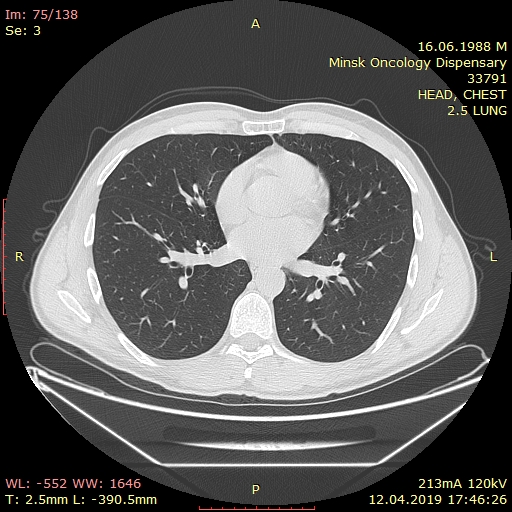 Im: 75/138
Se: 3
A
16.06.1988 M
Minsk Oncology Dispensary
33791
HEAD, CHEST
2.5 LUNG
R
L
WL: -552 WW: 1646
T: 2.5mm L: -390.5mm
P
213mA 120kV
12.04.2019 17:46:26